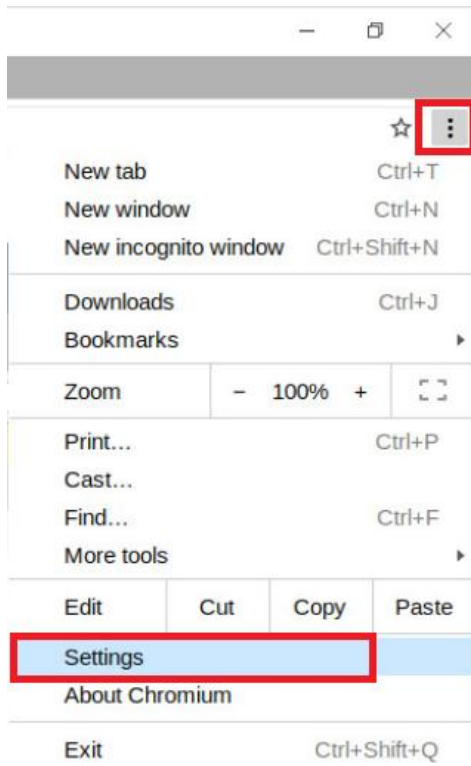 New tab Ctrl+T
New window Ctrl+N
New incognito window Ctrl+Shift+N
Downloads Ctrl+J
Bookmarks
Zoom - 100% +
Print... Ctrl+P
Cast...
Find... Ctrl+F
More tools
Edit Cut Copy Paste
Settings
About Chromium
Exit Ctrl+Shift+Q